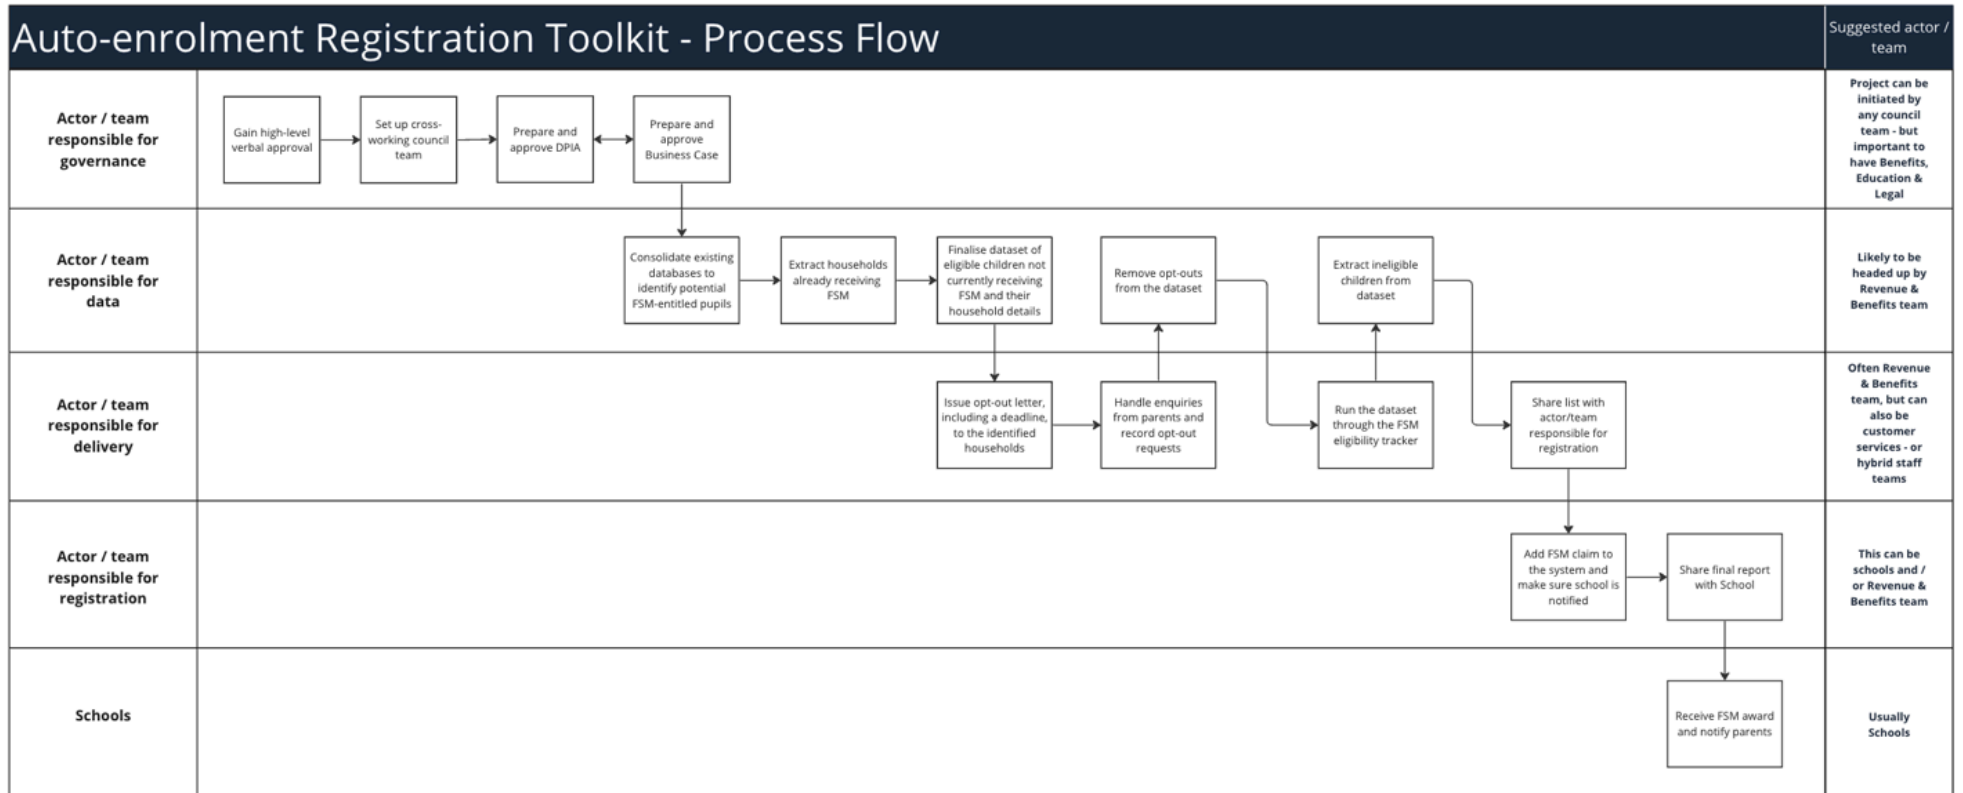 Auto-enrolment Registration Toolkit - Process Flow
Suggested actor /
team
Actor / team
responsible for
governance
Gain high-level
verbal approval
Set up cross-
working council
team
Prepare and
approve DPIA
Prepare and
approve
Business Case
Project can be
initiated by
any council
team - but
important to
have Benefits,
Education &
Legal
Actor / team
responsible for
data
Consolidate existing
databases to
identify potential
FSM-entitled pupils
Extract households
already receiving
FSM
Finalise dataset of
eligible children not
currently receiving
FSM and their
household details
Remove opt-outs
from the dataset
Extract ineligible
children from
dataset
Likely to be
headed up by
Revenue &
Benefits team
Actor / team
responsible for
delivery
Issue opt-out letter,
including a deadline,
to the identified
households
Handle enquiries
from parents and
record opt-out
requests
Run the dataset
through the FSM
eligibility tracker
Share list with
actor/team
responsible for
registration
Often Revenue
& Benefits
team, but can
also be
customer
services - or
hybrid staff
teams
Actor / team
responsible for
registration
Add FSM claim to
the system and
make sure school is
notified
Share final report
with School
This can be
schools and /
or Revenue &
Benefits team
Schools
Receive FSM award
and notify parents
Usually
Schools